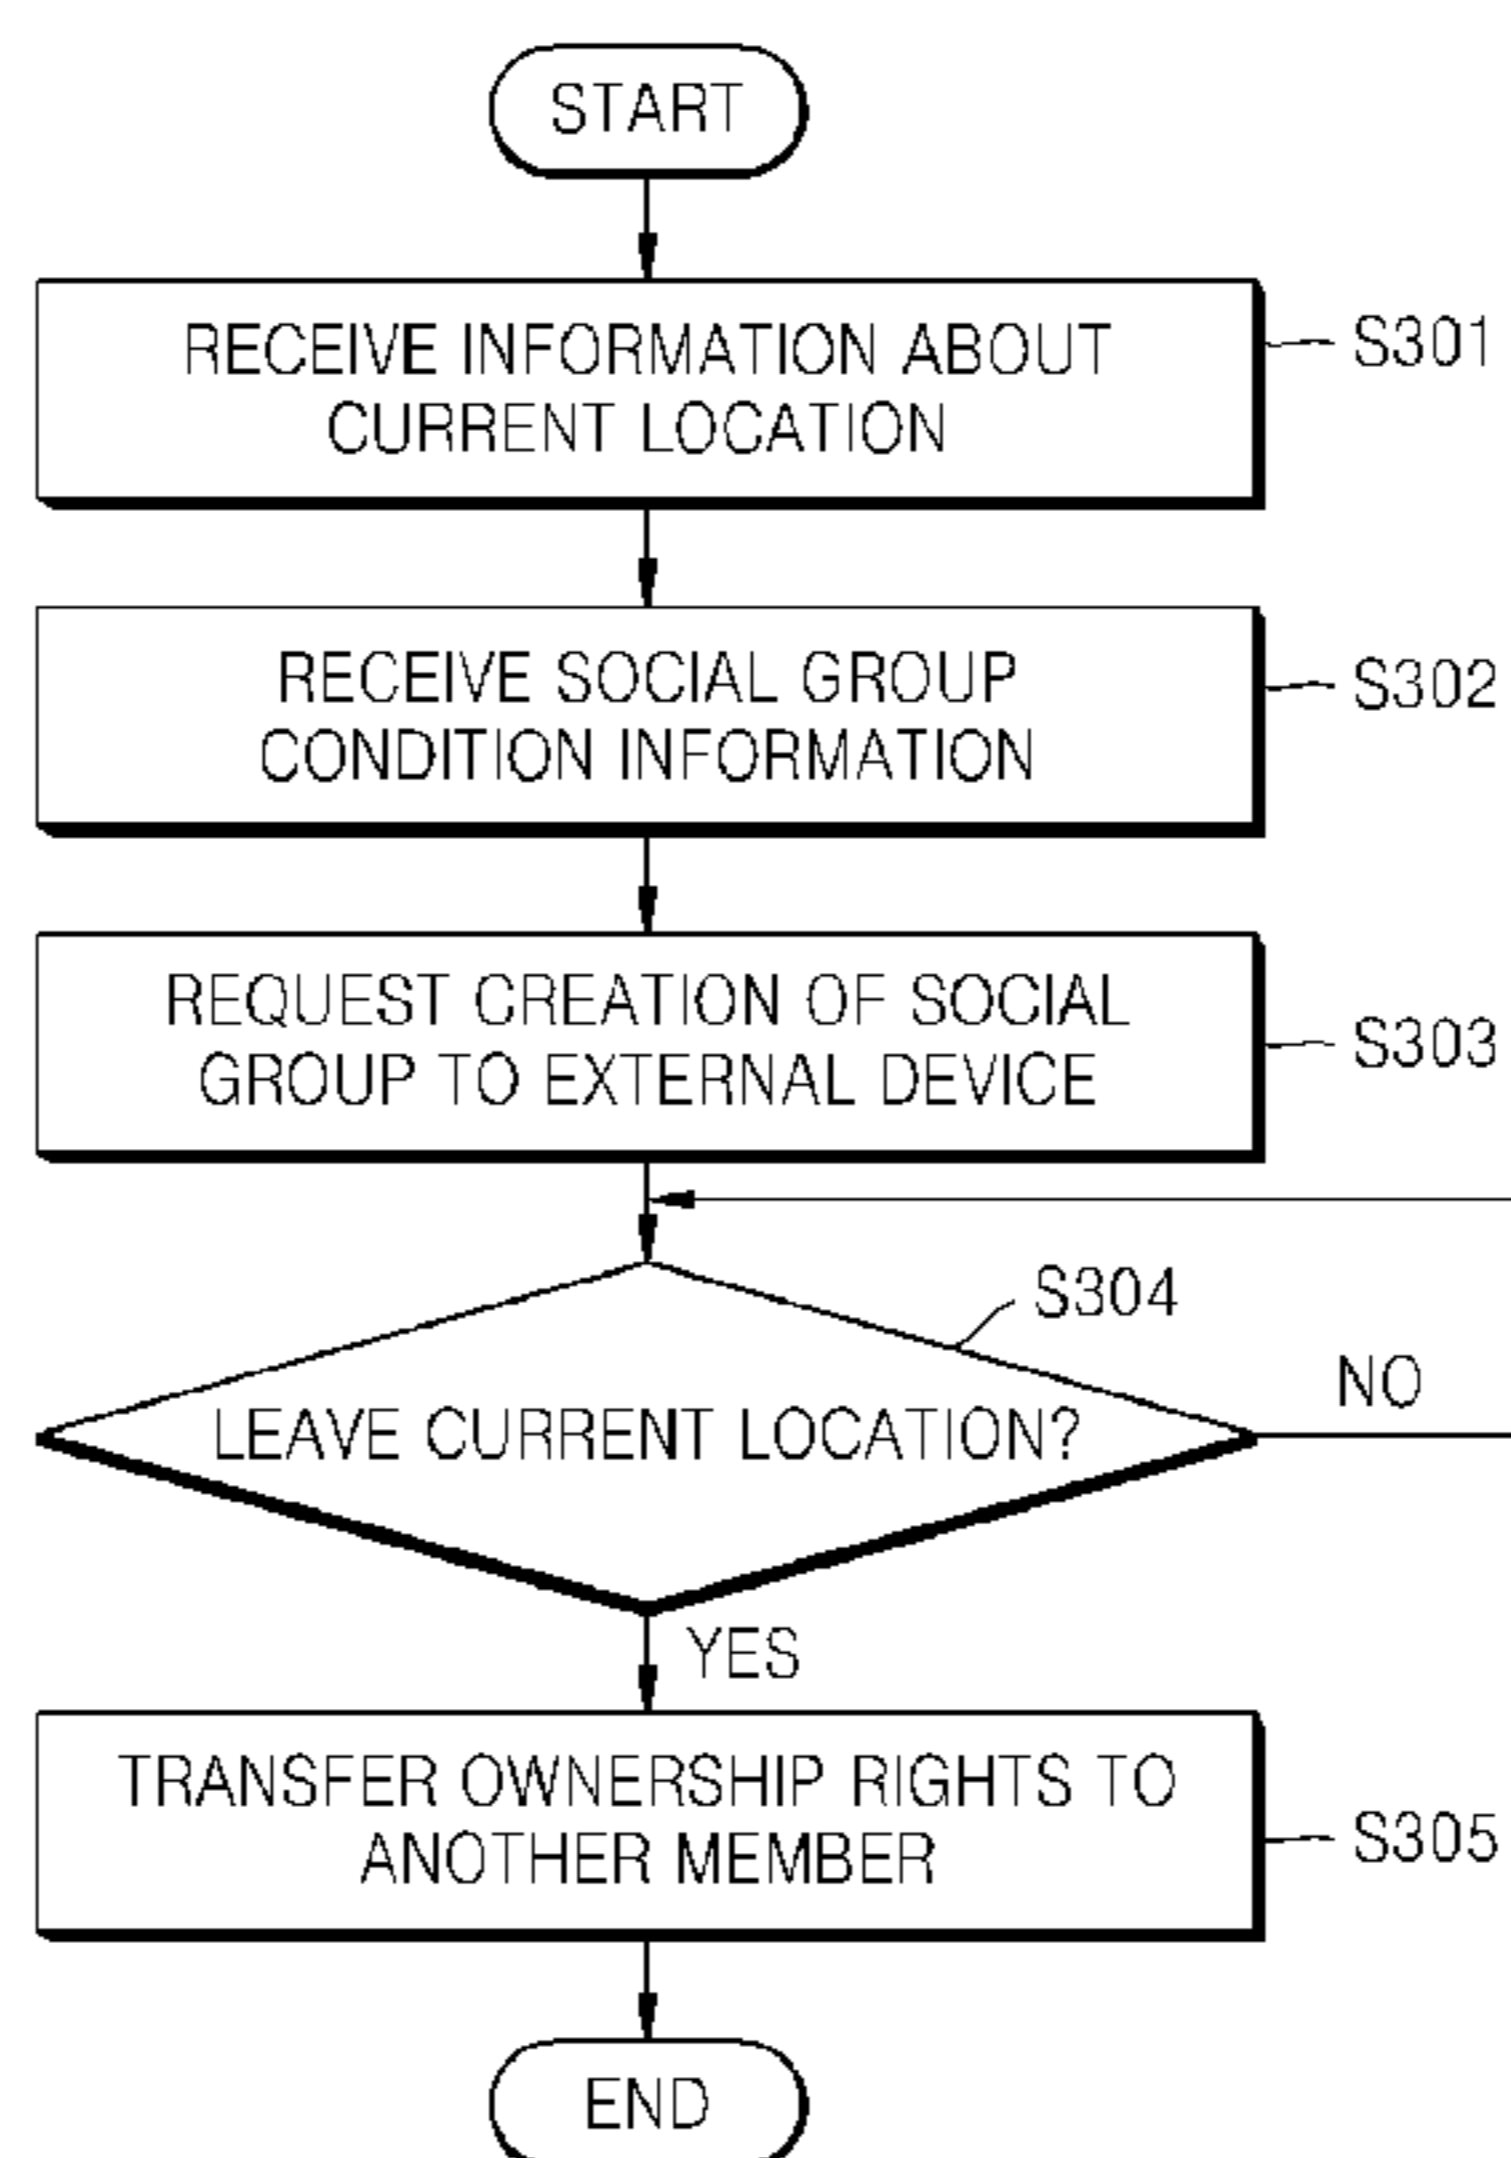 START
RECEIVE INFORMATION ABOUT
CURRENT LOCATION
S301
RECEIVE SOCIAL GROUP
CONDITION INFORMATION
S302
REQUEST CREATION OF SOCIAL
GROUP TO EXTERNAL DEVICE
S303
S304
LEAVE CURRENT LOCATION?
NO
YES
TRANSFER OWNERSHIP RIGHTS TO
ANOTHER MEMBER
S305
END